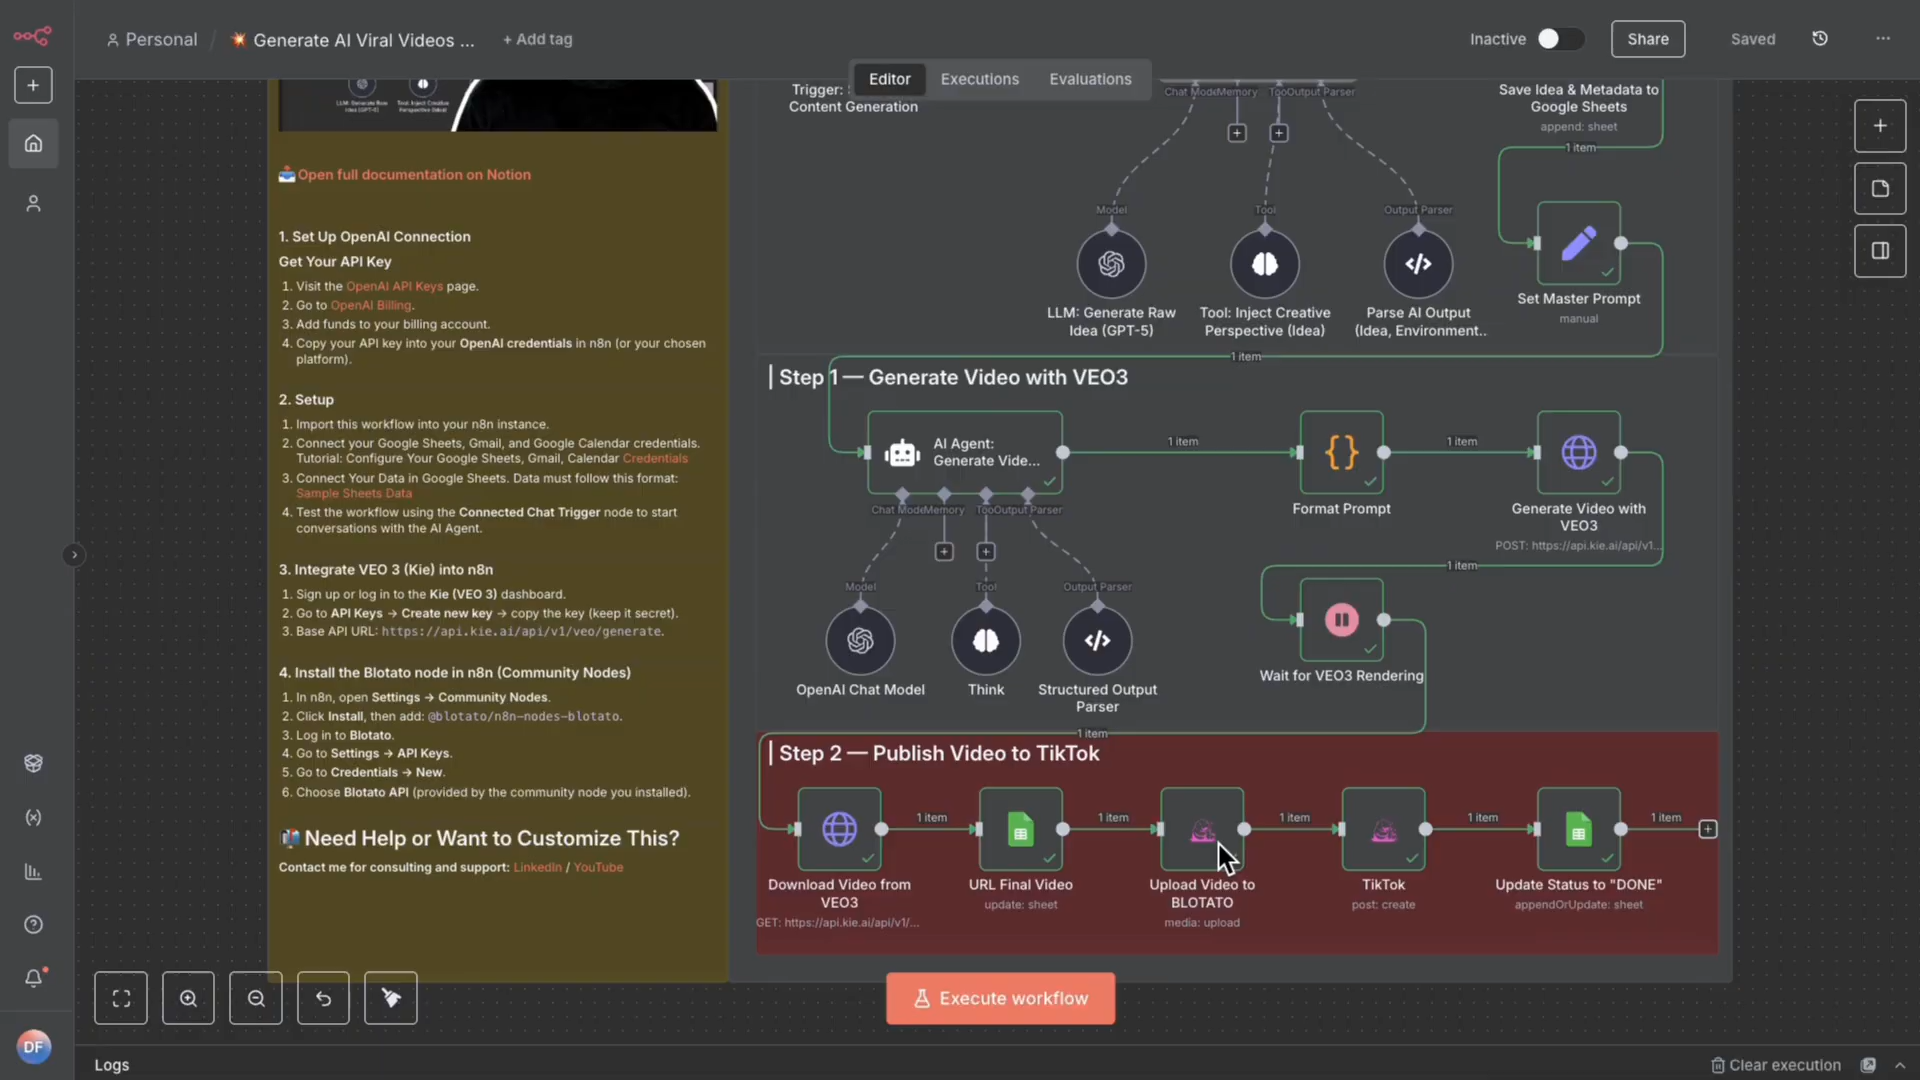 Personal / 💥 Generate AI Viral Videos ... + Add tag
Inactive Share Saved ...
Editor Executions Evaluations
LLM: Generate Raw Idea (GPT-5)
📥 Open full documentation on Notion
1. Set Up OpenAI Connection
Get Your API Key
1. Visit the OpenAI API Keys page.
2. Go to OpenAI Billing.
3. Add funds to your billing account.
4. Copy your API key into your OpenAI credentials in n8n (or your chosen
platform).
2. Setup
1. Import this workflow into your n8n instance.
2. Connect your Google Sheets, Gmail, and Google Calendar credentials.
Tutorial: Configure Your Google Sheets, Gmail, Calendar Credentials
3. Connect Your Data in Google Sheets. Data must follow this format:
Sample Sheets Data
4. Test the workflow using the Connected Chat Trigger node to start
conversations with the AI Agent.
3. Integrate VEO 3 (Kie) into n8n
1. Sign up or log in to the Kie (VEO 3) dashboard.
2. Go to API Keys → Create new key → copy the key (keep it secret).
3. Base API URL: https://api.kie.ai/api/v1/veo/generate.
4. Install the Blotato node in n8n (Community Nodes)
1. In n8n, open Settings → Community Nodes.
2. Click Install, then add: @blotato/n8n-nodes-blotato.
3. Log in to Blotato.
4. Go to Settings → API Keys.
5. Go to Credentials → New.
6. Choose Blotato API (provided by the community node you installed).
📬 Need Help or Want to Customize This?
Contact me for consulting and support: LinkedIn / YouTube
Trigger:
Content Generation
Chat Mode Memory Tool Output Parser
Save Idea & Metadata to
Google Sheets
append: sheet
1 item
Model
Tool
Output Parser
LLM: Generate Raw
Idea (GPT-5)
Tool: Inject Creative
Perspective (Idea)
Parse AI Output
(Idea, Environment..
Set Master Prompt
manual
1 item
| Step 1 — Generate Video with VEO3
AI Agent:
Generate Vide...
1 item
1 item
Chat Mode Memory Tool Output Parser
Format Prompt
Generate Video with
VEO3
POST: https://api.kie.ai/api/v1...
1 item
Model
Tool
Output Parser
OpenAI Chat Model
Think
Structured Output
Parser
Wait for VEO3 Rendering
1 item
| Step 2 — Publish Video to TikTok
1 item
1 item
1 item
1 item
1 item
Download Video from
VEO3
GET: https://api.kie.ai/api/v1/...
URL Final Video
update: sheet
Upload Video to
BLOTATO
media: upload
TikTok
post: create
Update Status to "DONE"
appendOrUpdate: sheet
Execute workflow
DF
Logs
Clear execution